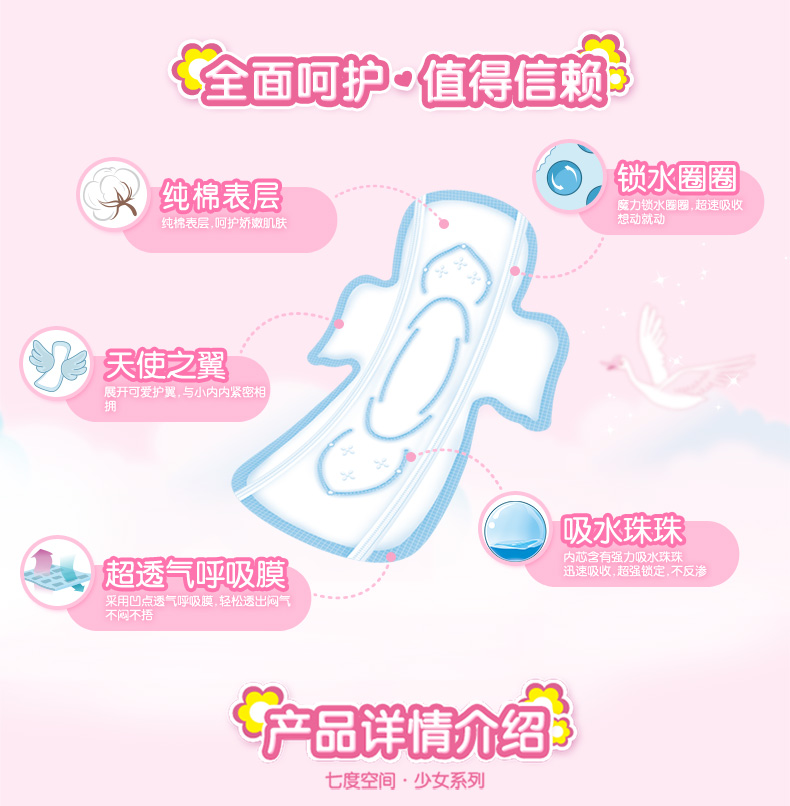 全面呵护·值得信赖
纯棉表层
纯棉表层，呵护娇嫩肌肤
锁水圈圈
魔力锁水圈圈，超速吸收
想动就动
天使之翼
展开可爱护翼，与小内内紧密相
拥
吸水珠珠
内芯含有强力吸水珠珠
迅速吸收，超强锁定，不反渗
超透气呼吸膜
采用凹点透气呼吸膜，轻松透出闷气
不闷不捂
产品详情介绍
七度空间·少女系列